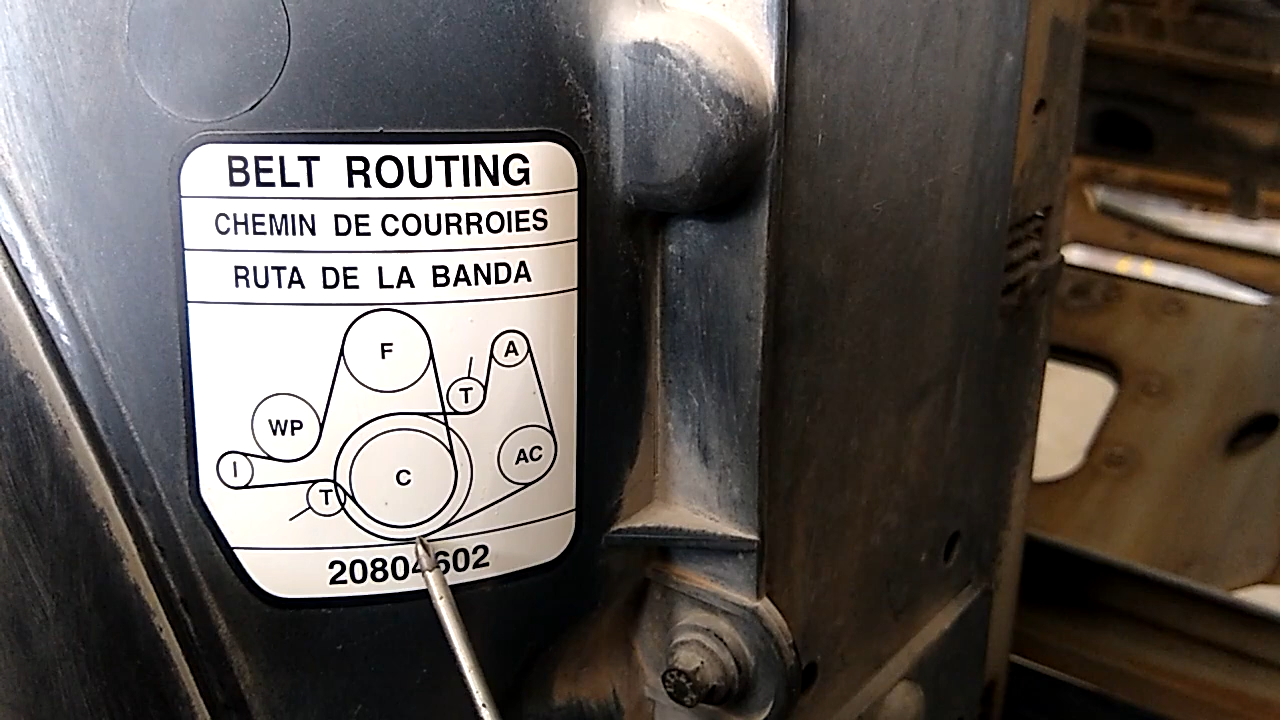 BELT ROUTING
CHEMIN DE COURROIES
RUTA DE LA BANDA
F
A
T
WP
I
AC
C
T
20804602